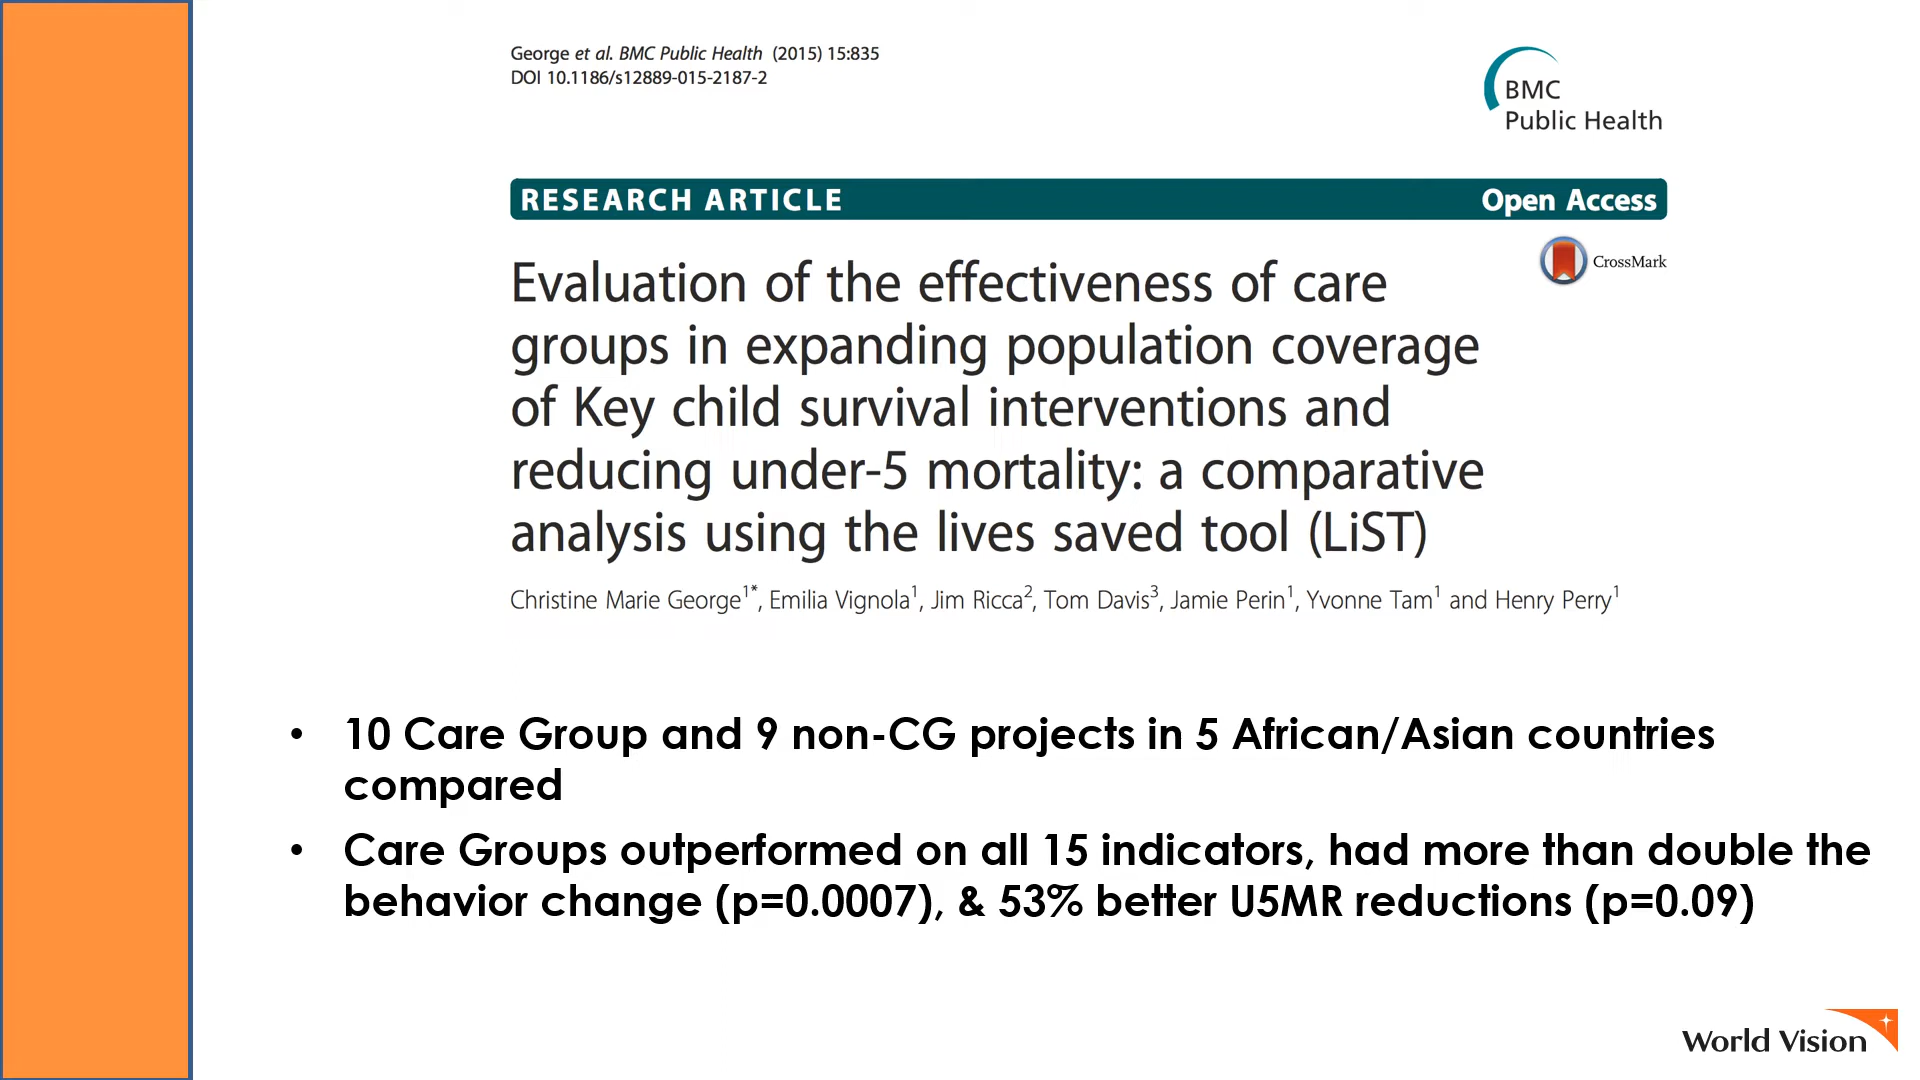 George et al. BMC Public Health (2015) 15:835
DOI 10.1186/s12889-015-2187-2
BMC
Public Health
RESEARCH ARTICLE
Open Access
CrossMark
Evaluation of the effectiveness of care
groups in expanding population coverage
of Key child survival interventions and
reducing under-5 mortality: a comparative
analysis using the lives saved tool (LiST)
Christine Marie George1*, Emilia Vignola1, Jim Ricca2, Tom Davis3, Jamie Perin1, Yvonne Tam1 and Henry Perry1
• 10 Care Group and 9 non-CG projects in 5 African/Asian countries
compared
• Care Groups outperformed on all 15 indicators, had more than double the
behavior change (p=0.0007), & 53% better U5MR reductions (p=0.09)
World Vision